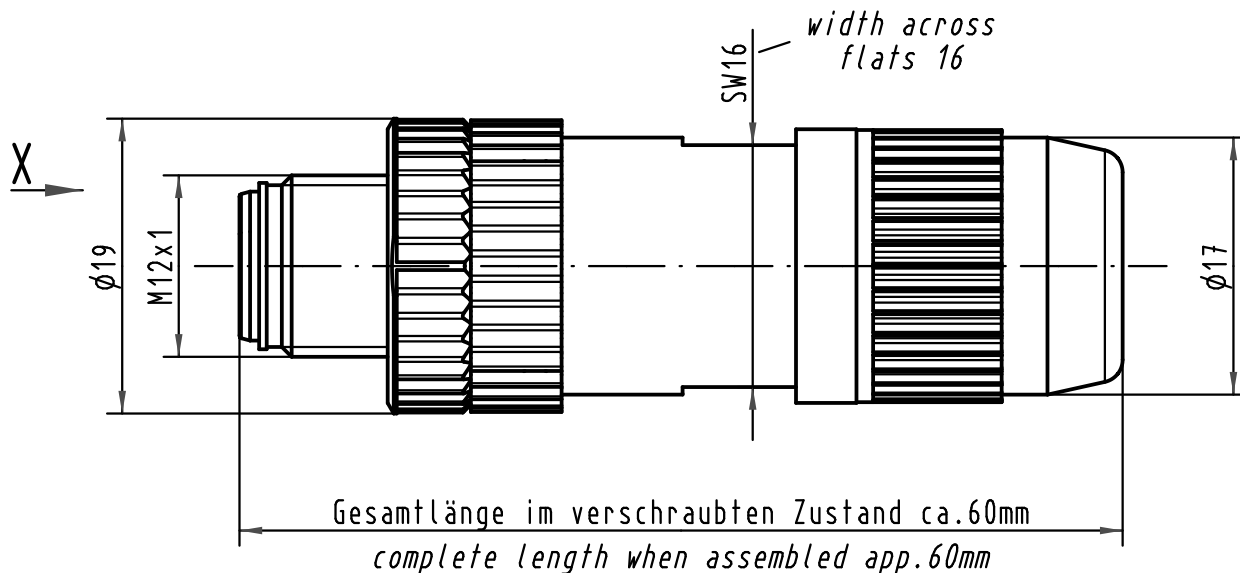 width across
flats 16
SW16
X
ø19
M12x1
ø17
Gesamtlänge im verschraubten Zustand ca.60mm
complete length when assembled app.60mm